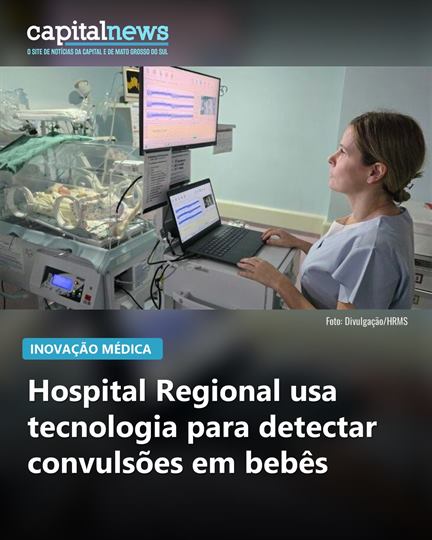 capitalnews
O SITE DE NOTÍCIAS DA CAPITAL E DE MATO GROSSO DO SUL
Foto: Divulgação/HRMS
INOVAÇÃO MÉDICA
Hospital Regional usa
tecnologia para detectar
convulsões em bebês